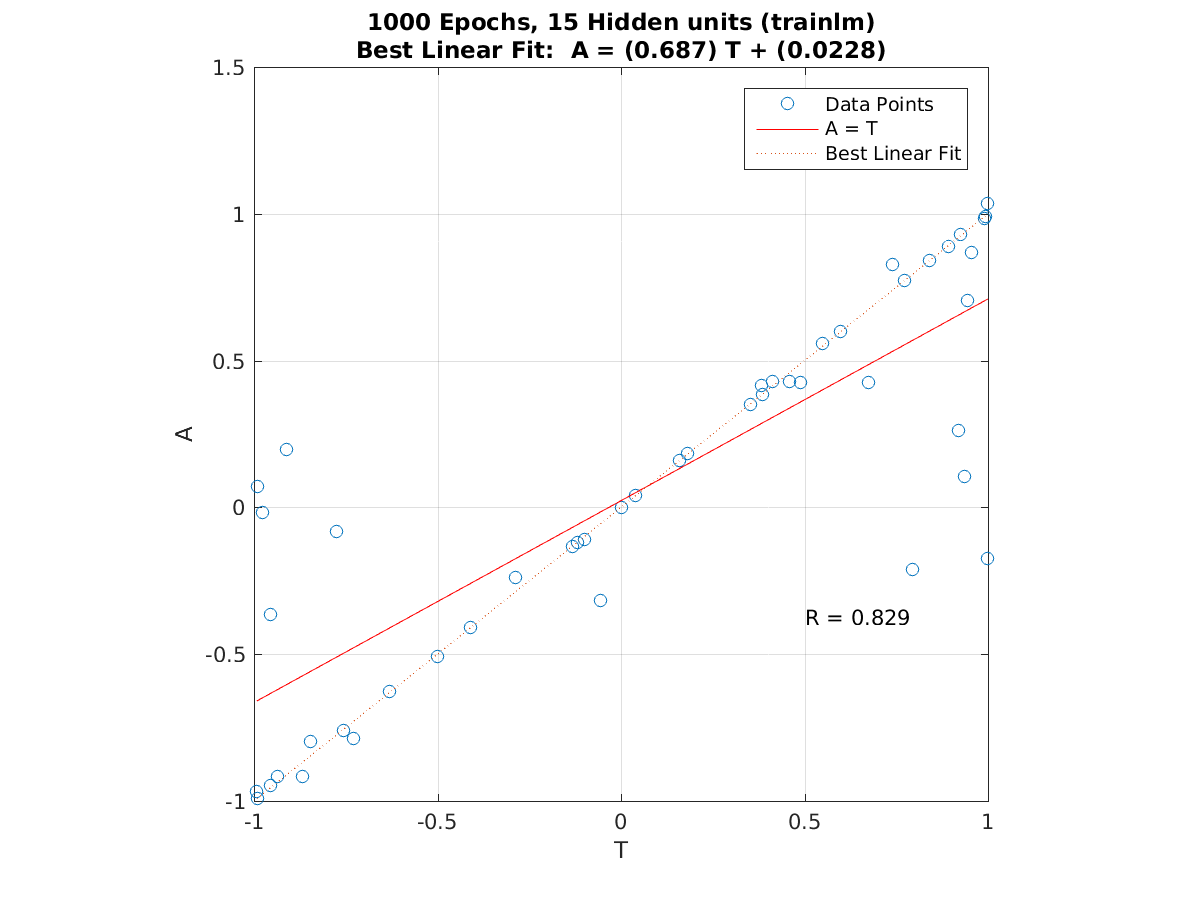 1000 Epochs, 15 Hidden units (trainlm)
Best Linear Fit:  A = (0.687) T + (0.0228)
1.5
Data Points
A = T
Best Linear Fit
1
0.5
A
0
R = 0.829
-0.5
-1
-1
-0.5
0
0.5
1
T